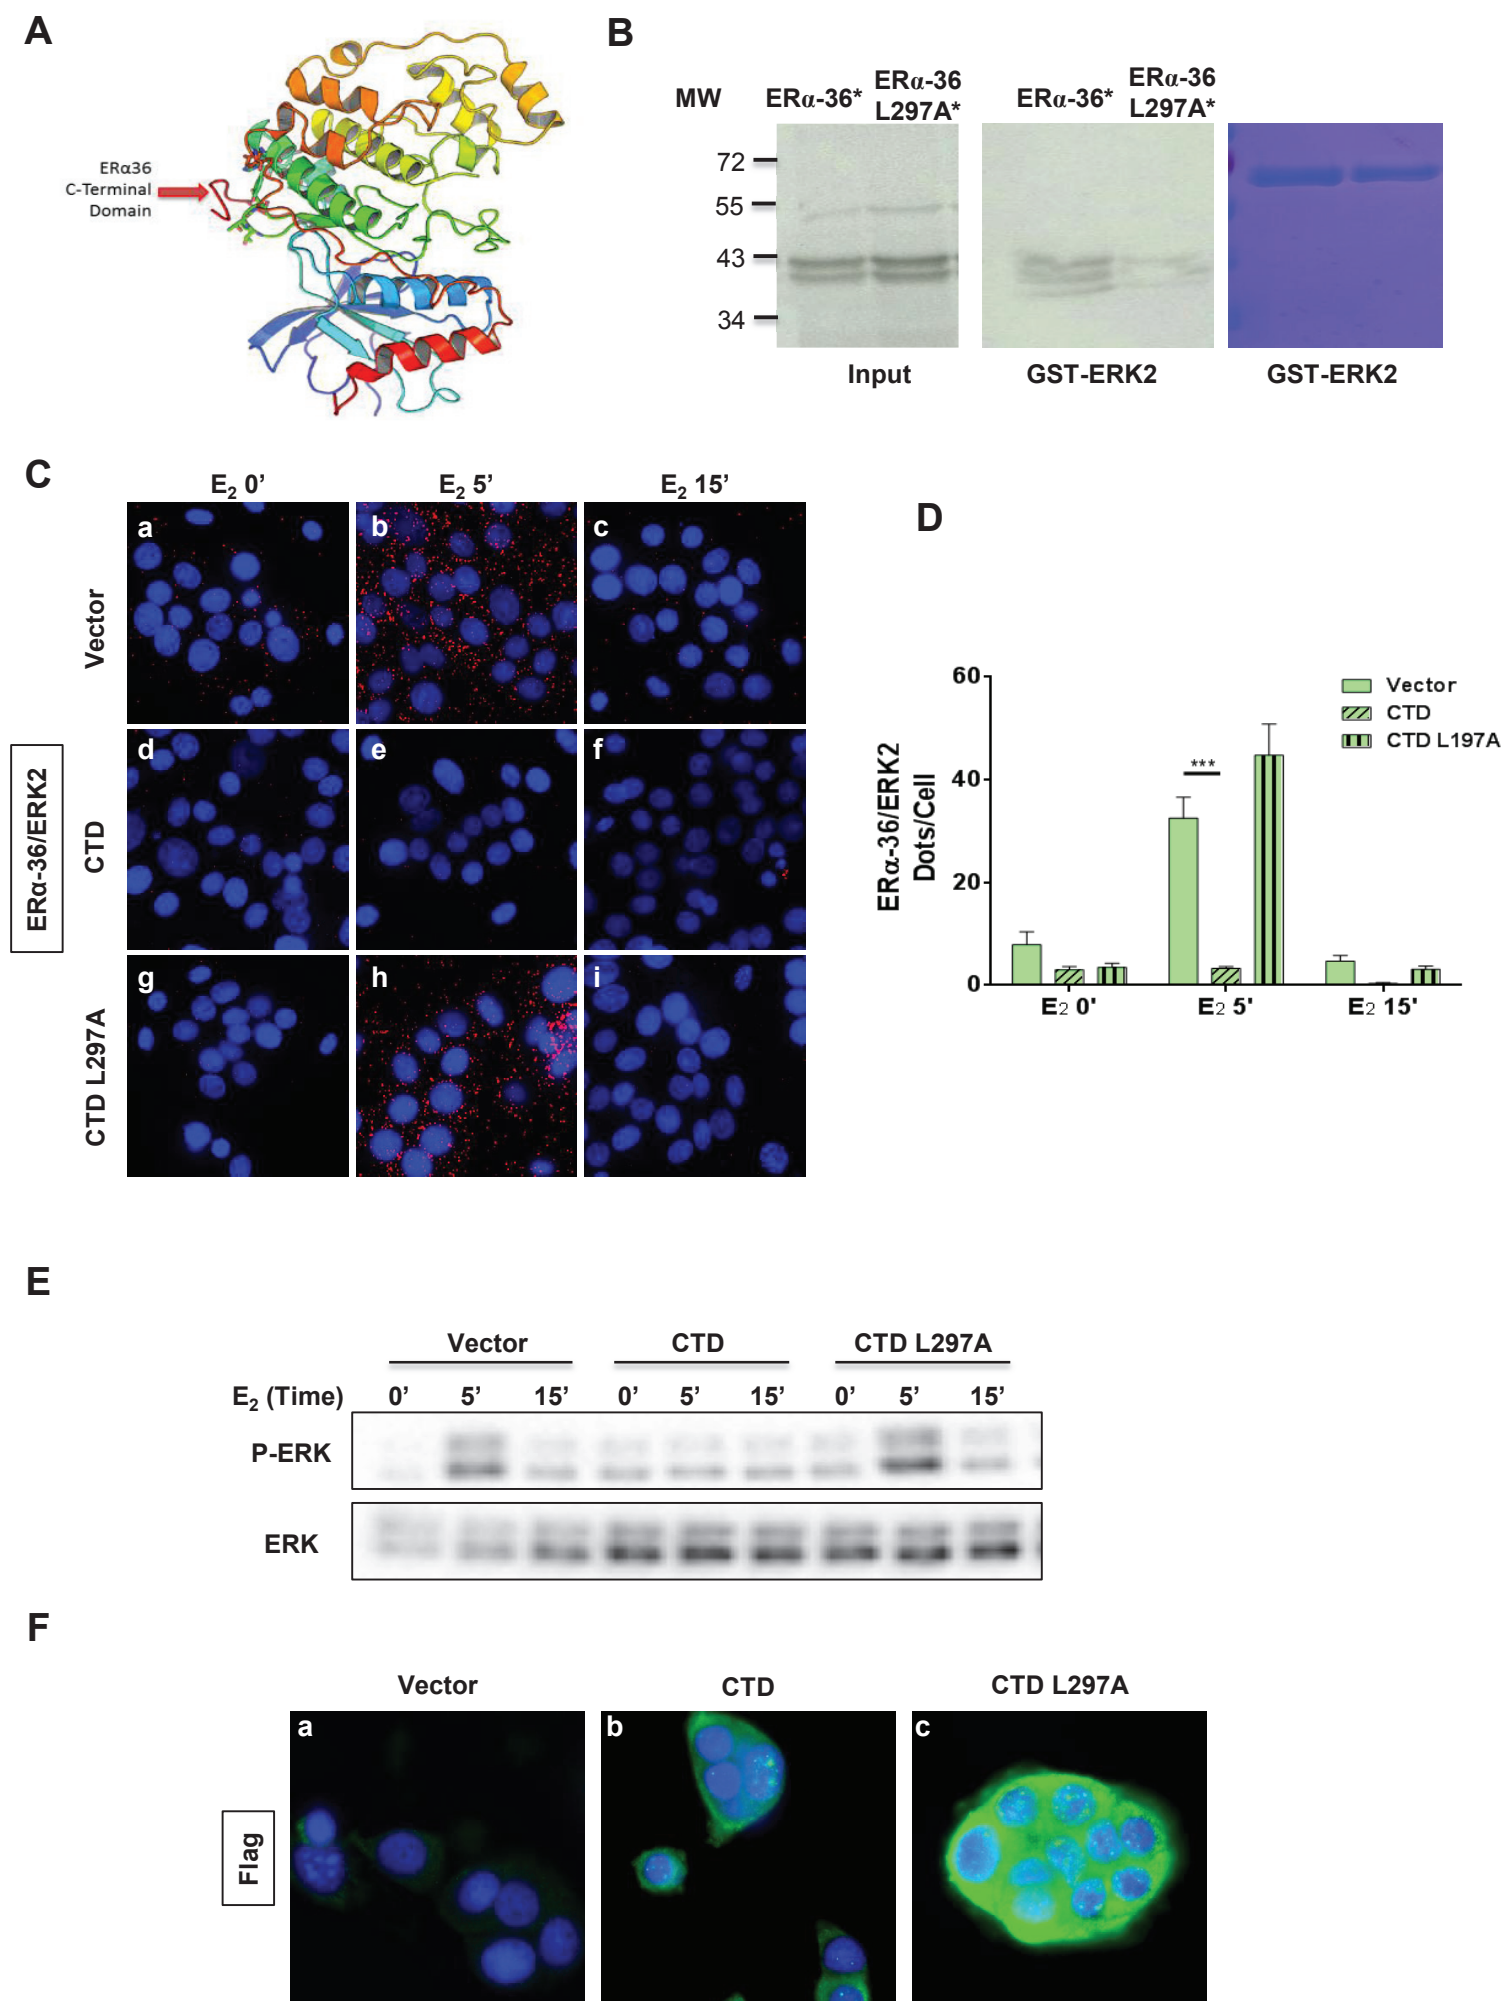 A
ERα36
C-Terminal
Domain
B
MW
ERα-36*
ERα-36
L297A*
ERα-36*
ERα-36
L297A*
72
55
43
34
Input
GST-ERK2
GST-ERK2
C
E₂ 0’
E₂ 5’
E₂ 15’
ERα-36/ERK2
Vector
a
b
c
CTD
d
e
f
CTD L297A
g
h
i
D
ERα-36/ERK2
Dots/Cell
60
40
20
0
***
Vector
CTD
CTD L197A
E₂ 0'
E₂ 5'
E₂ 15'
E
Vector
CTD
CTD L297A
E₂ (Time)
0’ 5’ 15’ 0’ 5’ 15’ 0’ 5’ 15’
P-ERK
ERK
F
Vector
CTD
CTD L297A
Flag
a
b
c